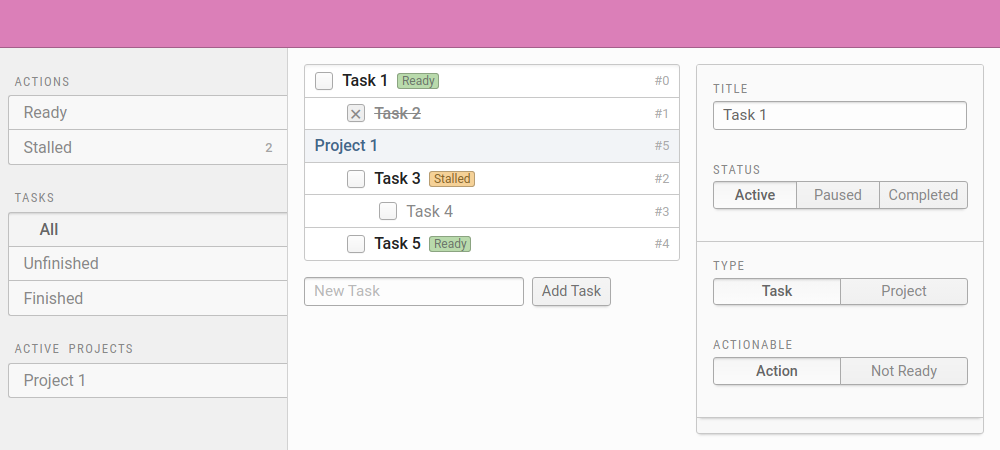 ACTIONS
Ready
Stalled 2
TASKS
All
Unfinished
Finished
ACTIVE PROJECTS
Project 1
Task 1 Ready #0
Task 2 #1
Project 1 #5
Task 3 Stalled #2
Task 4 #3
Task 5 Ready #4
New Task Add Task
TITLE
Task 1
STATUS
Active Paused Completed
TYPE
Task Project
ACTIONABLE
Action Not Ready